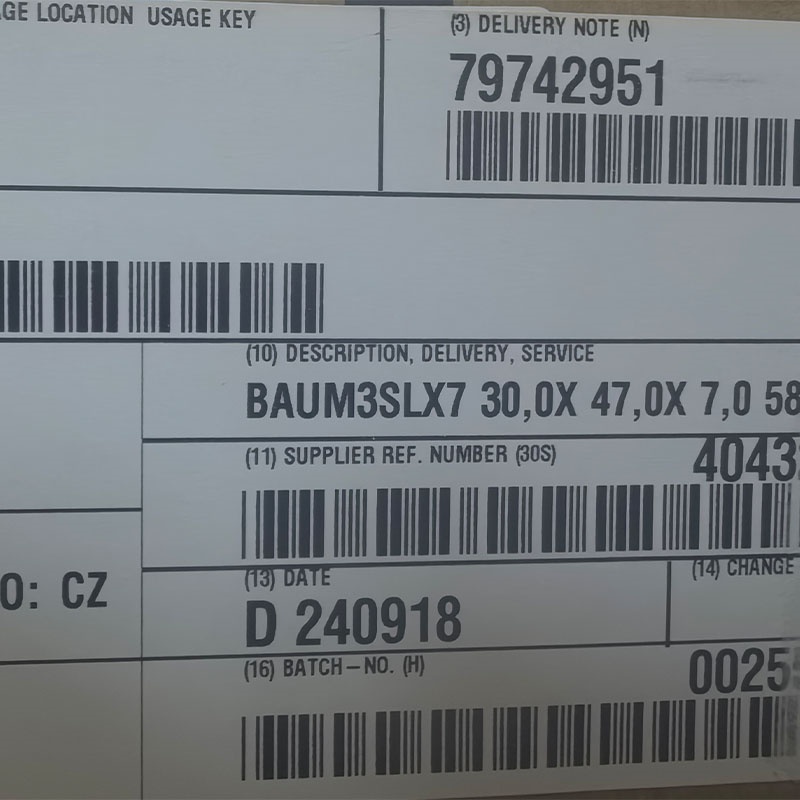 GE LOCATION USAGE KEY
(3) DELIVERY NOTE (N)
79742951
(10) DESCRIPTION, DELIVERY, SERVICE
BAUM3SLX7 30,0X 47,0X 7,0 58
(11) SUPPLIER REF. NUMBER (30S)
4043
O: CZ
(13) DATE
D 240918
(14) CHANGE
(16) BATCH-NO. (H)
0025